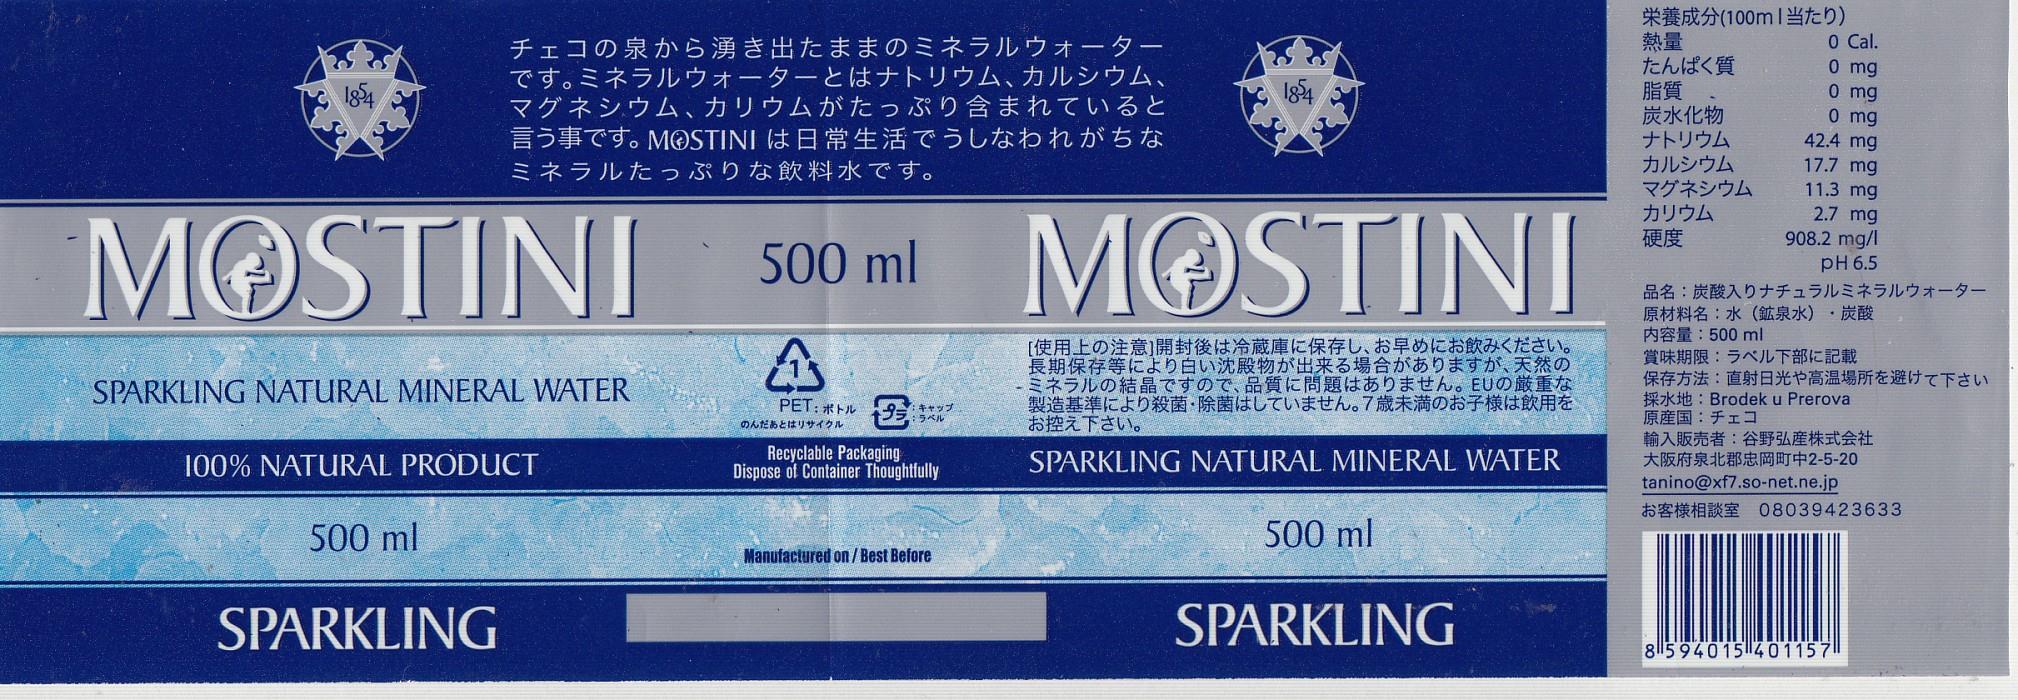 1854
チェコの泉から湧き出たままのミネラルウォーター
です。ミネラルウォーターとはナトリウム、カルシウム、
マグネシウム、カリウムがたっぷり含まれていると
言う事です。MOSTINI は日常生活でうしなわれがちな
ミネラルたっぷりな飲料水です。
1854
MOSTINI
500 ml
MOSTINI
SPARKLING NATURAL MINERAL WATER
1
PET：ボトル
のんだあとはリサイクル
プラ
：キャップ
：ラベル
[使用上の注意]開封後は冷蔵庫に保存し、お早めにお飲みください。
長期保存等により白い沈殿物が出来る場合がありますが、天然の
ミネラルの結晶ですので、品質に問題はありません。EUの厳重な
製造基準により殺菌・除菌はしていません。7歳未満のお子様は飲用を
お控え下さい。
100% NATURAL PRODUCT
Recyclable Packaging
Dispose of Container Thoughtfully
SPARKLING NATURAL MINERAL WATER
500 ml
Manufactured on / Best Before
500 ml
SPARKLING
SPARKLING
栄養成分(100ml当たり)
熱量 0 Cal.
たんぱく質 0 mg
脂質 0 mg
炭水化物 0 mg
ナトリウム 42.4 mg
カルシウム 17.7 mg
マグネシウム 11.3 mg
カリウム 2.7 mg
硬度 908.2 mg/l
pH 6.5
品名：炭酸入りナチュラルミネラルウォーター
原材料名：水（鉱泉水）・炭酸
内容量：500 ml
賞味期限：ラベル下部に記載
保存方法：直射日光や高温場所を避けて下さい
採水地：Brodek u Prerova
原産国：チェコ
輸入販売者：谷野弘産株式会社
大阪府泉北郡忠岡町中2-5-20
tanino@xf7.so-net.ne.jp
お客様相談室 08039423633
8 594015 401157